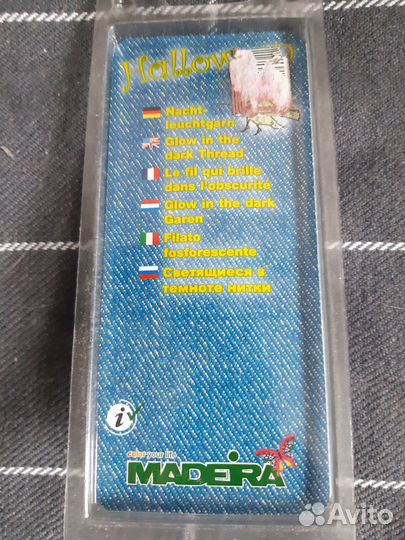 Hallow
Nacht-
leuchtgarn
Glow in the
dark Thread
Le fil qui brille
dans l'obscurité
Glow in the dark
Garen
Filato
fosforescente
Светящиеся в
темноте нитки
i
color your life
MADEIRA
Avito